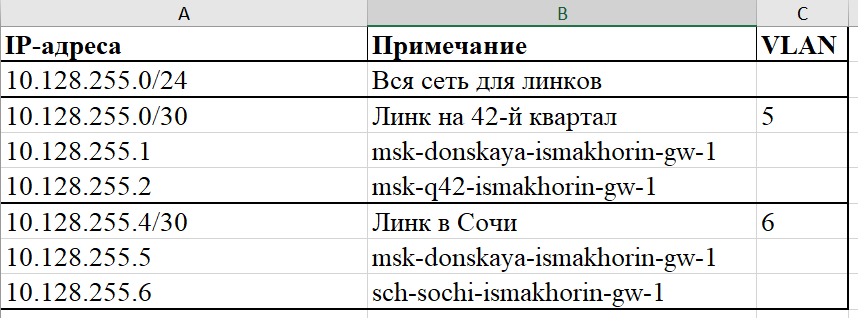 A B C
IP-адреса Примечание VLAN
10.128.255.0/24 Вся сеть для линков
10.128.255.0/30 Линк на 42-й квартал 5
10.128.255.1 msk-donskaya-ismakhorin-gw-1
10.128.255.2 msk-q42-ismakhorin-gw-1
10.128.255.4/30 Линк в Сочи 6
10.128.255.5 msk-donskaya-ismakhorin-gw-1
10.128.255.6 sch-sochi-ismakhorin-gw-1